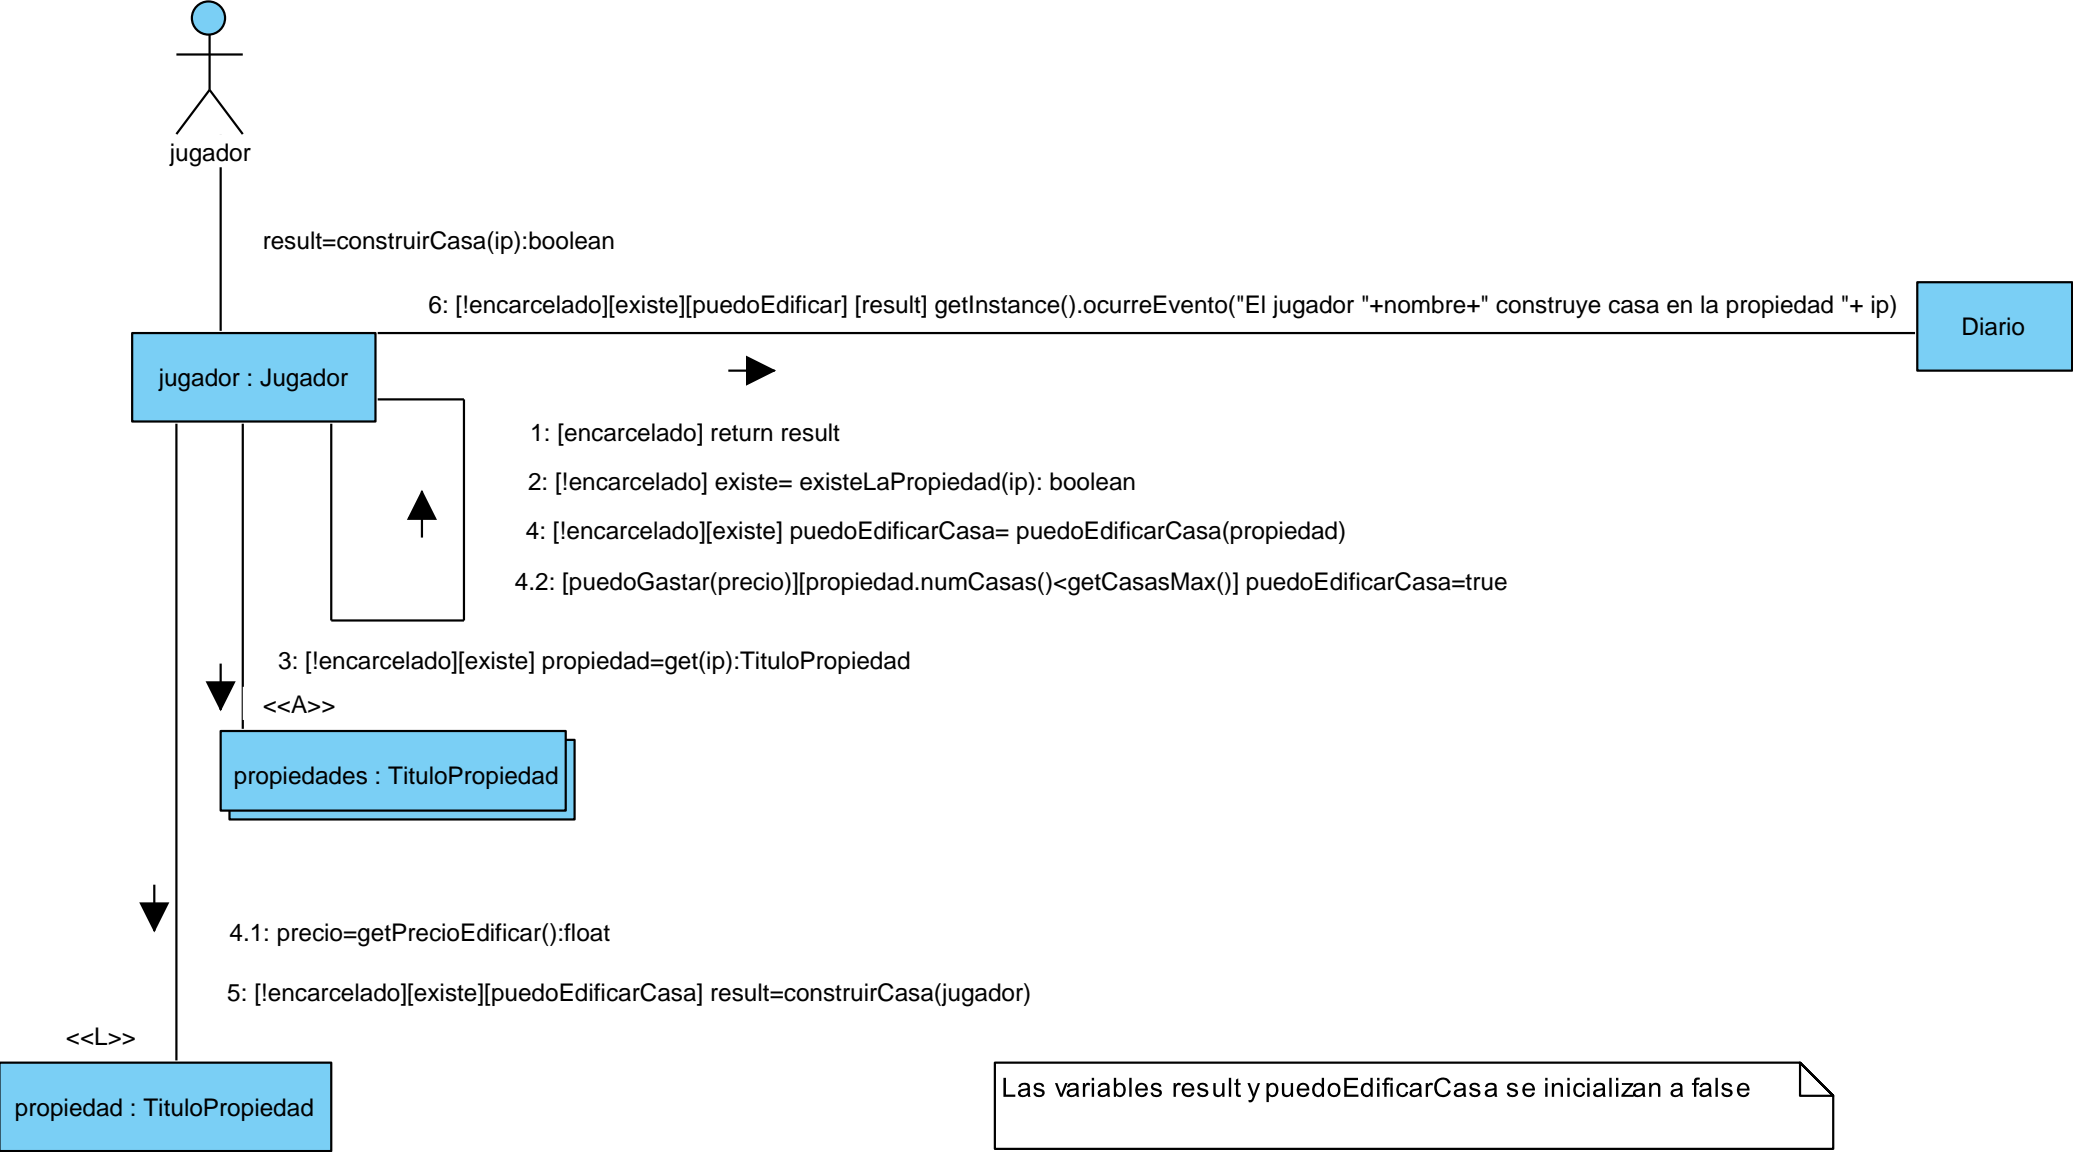 jugador
result=construirCasa(ip):boolean
6: [!encarcelado][existe][puedoEdificar] [result] getInstance().ocurreEvento("El jugador "+nombre+" construye casa en la propiedad "+ ip)
Diario
jugador : Jugador
1: [encarcelado] return result
2: [!encarcelado] existe= existeLaPropiedad(ip): boolean
4: [!encarcelado][existe] puedoEdificarCasa= puedoEdificarCasa(propiedad)
4.2: [puedoGastar(precio)][propiedad.numCasas()<getCasasMax()] puedoEdificarCasa=true
3: [!encarcelado][existe] propiedad=get(ip):TituloPropiedad
<<A>>
propiedades : TituloPropiedad
4.1: precio=getPrecioEdificar():float
5: [!encarcelado][existe][puedoEdificarCasa] result=construirCasa(jugador)
<<L>>
propiedad : TituloPropiedad
Las variables result y puedoEdificarCasa se inicializan a false